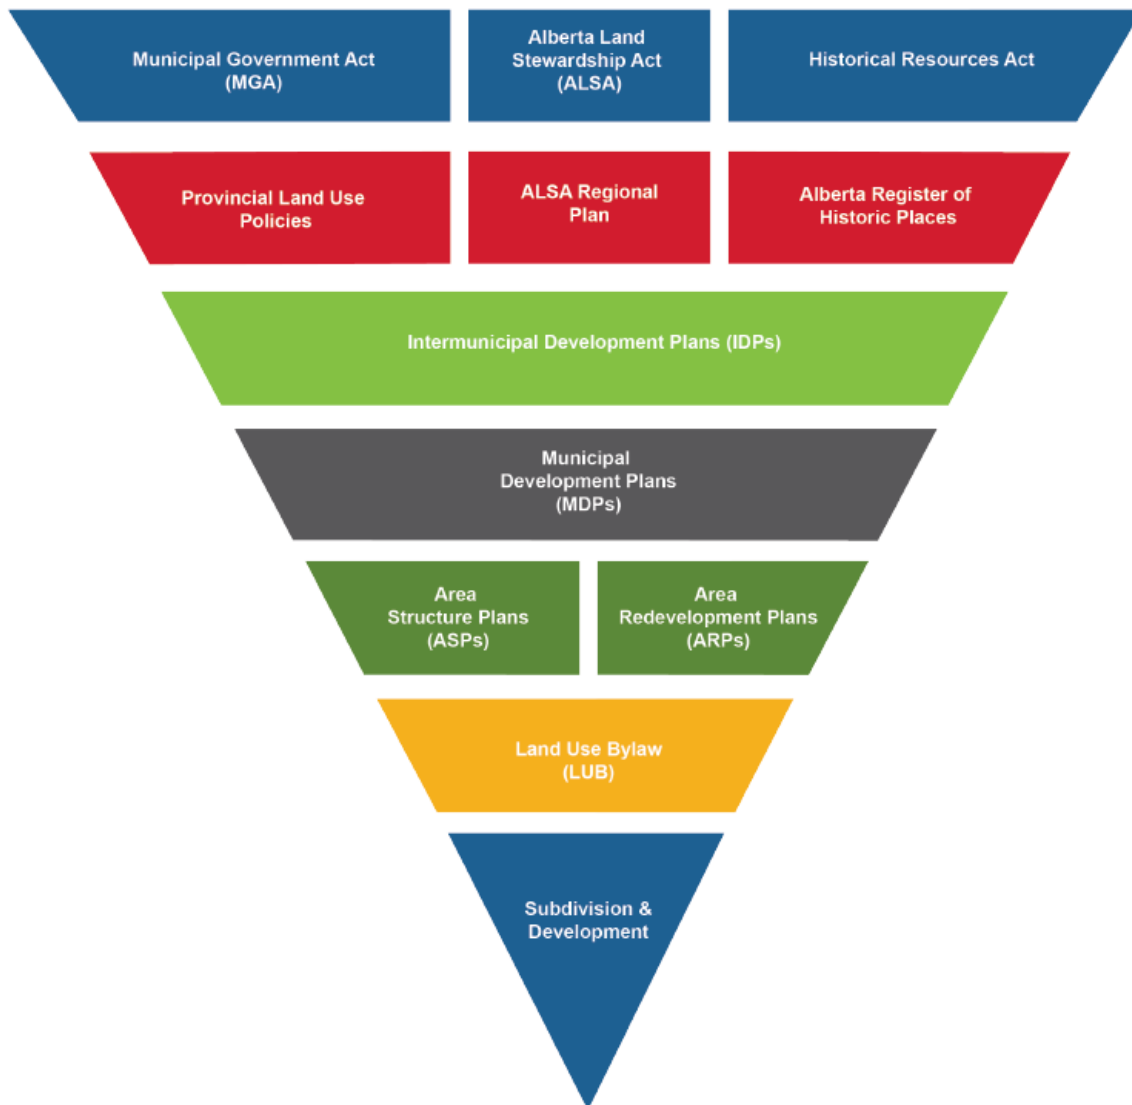 Municipal Government Act
(MGA)
Alberta Land
Stewardship Act
(ALSA)
Historical Resources Act
Provincial Land Use
Policies
ALSA Regional
Plan
Alberta Register of
Historic Places
Intermunicipal Development Plans (IDPs)
Municipal
Development Plans
(MDPs)
Area
Structure Plans
(ASPs)
Area
Redevelopment Plans
(ARPs)
Land Use Bylaw
(LUB)
Subdivision &
Development